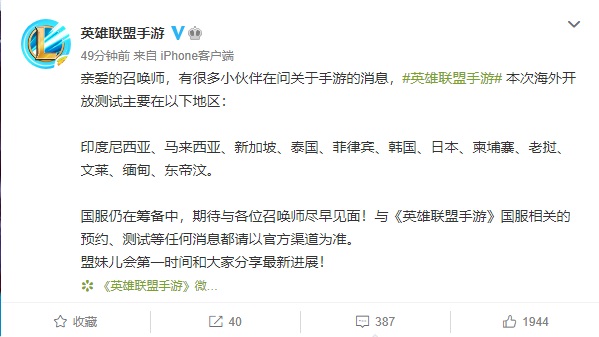 英雄联盟手游
49分钟前 来自 iPhone客户端
亲爱的召唤师，有很多小伙伴在问关于手游的消息，#英雄联盟手游# 本次海外开
放测试主要在以下地区：
印度尼西亚、马来西亚、新加坡、泰国、菲律宾、韩国、日本、柬埔寨、老挝、
文莱、缅甸、东帝汶。
国服仍在筹备中，期待与各位召唤师尽早见面！与《英雄联盟手游》国服相关的
预约、测试等任何消息都请以官方渠道为准。
盟妹儿会第一时间和大家分享最新进展！
《英雄联盟手游》微...
收藏 40 387 1944